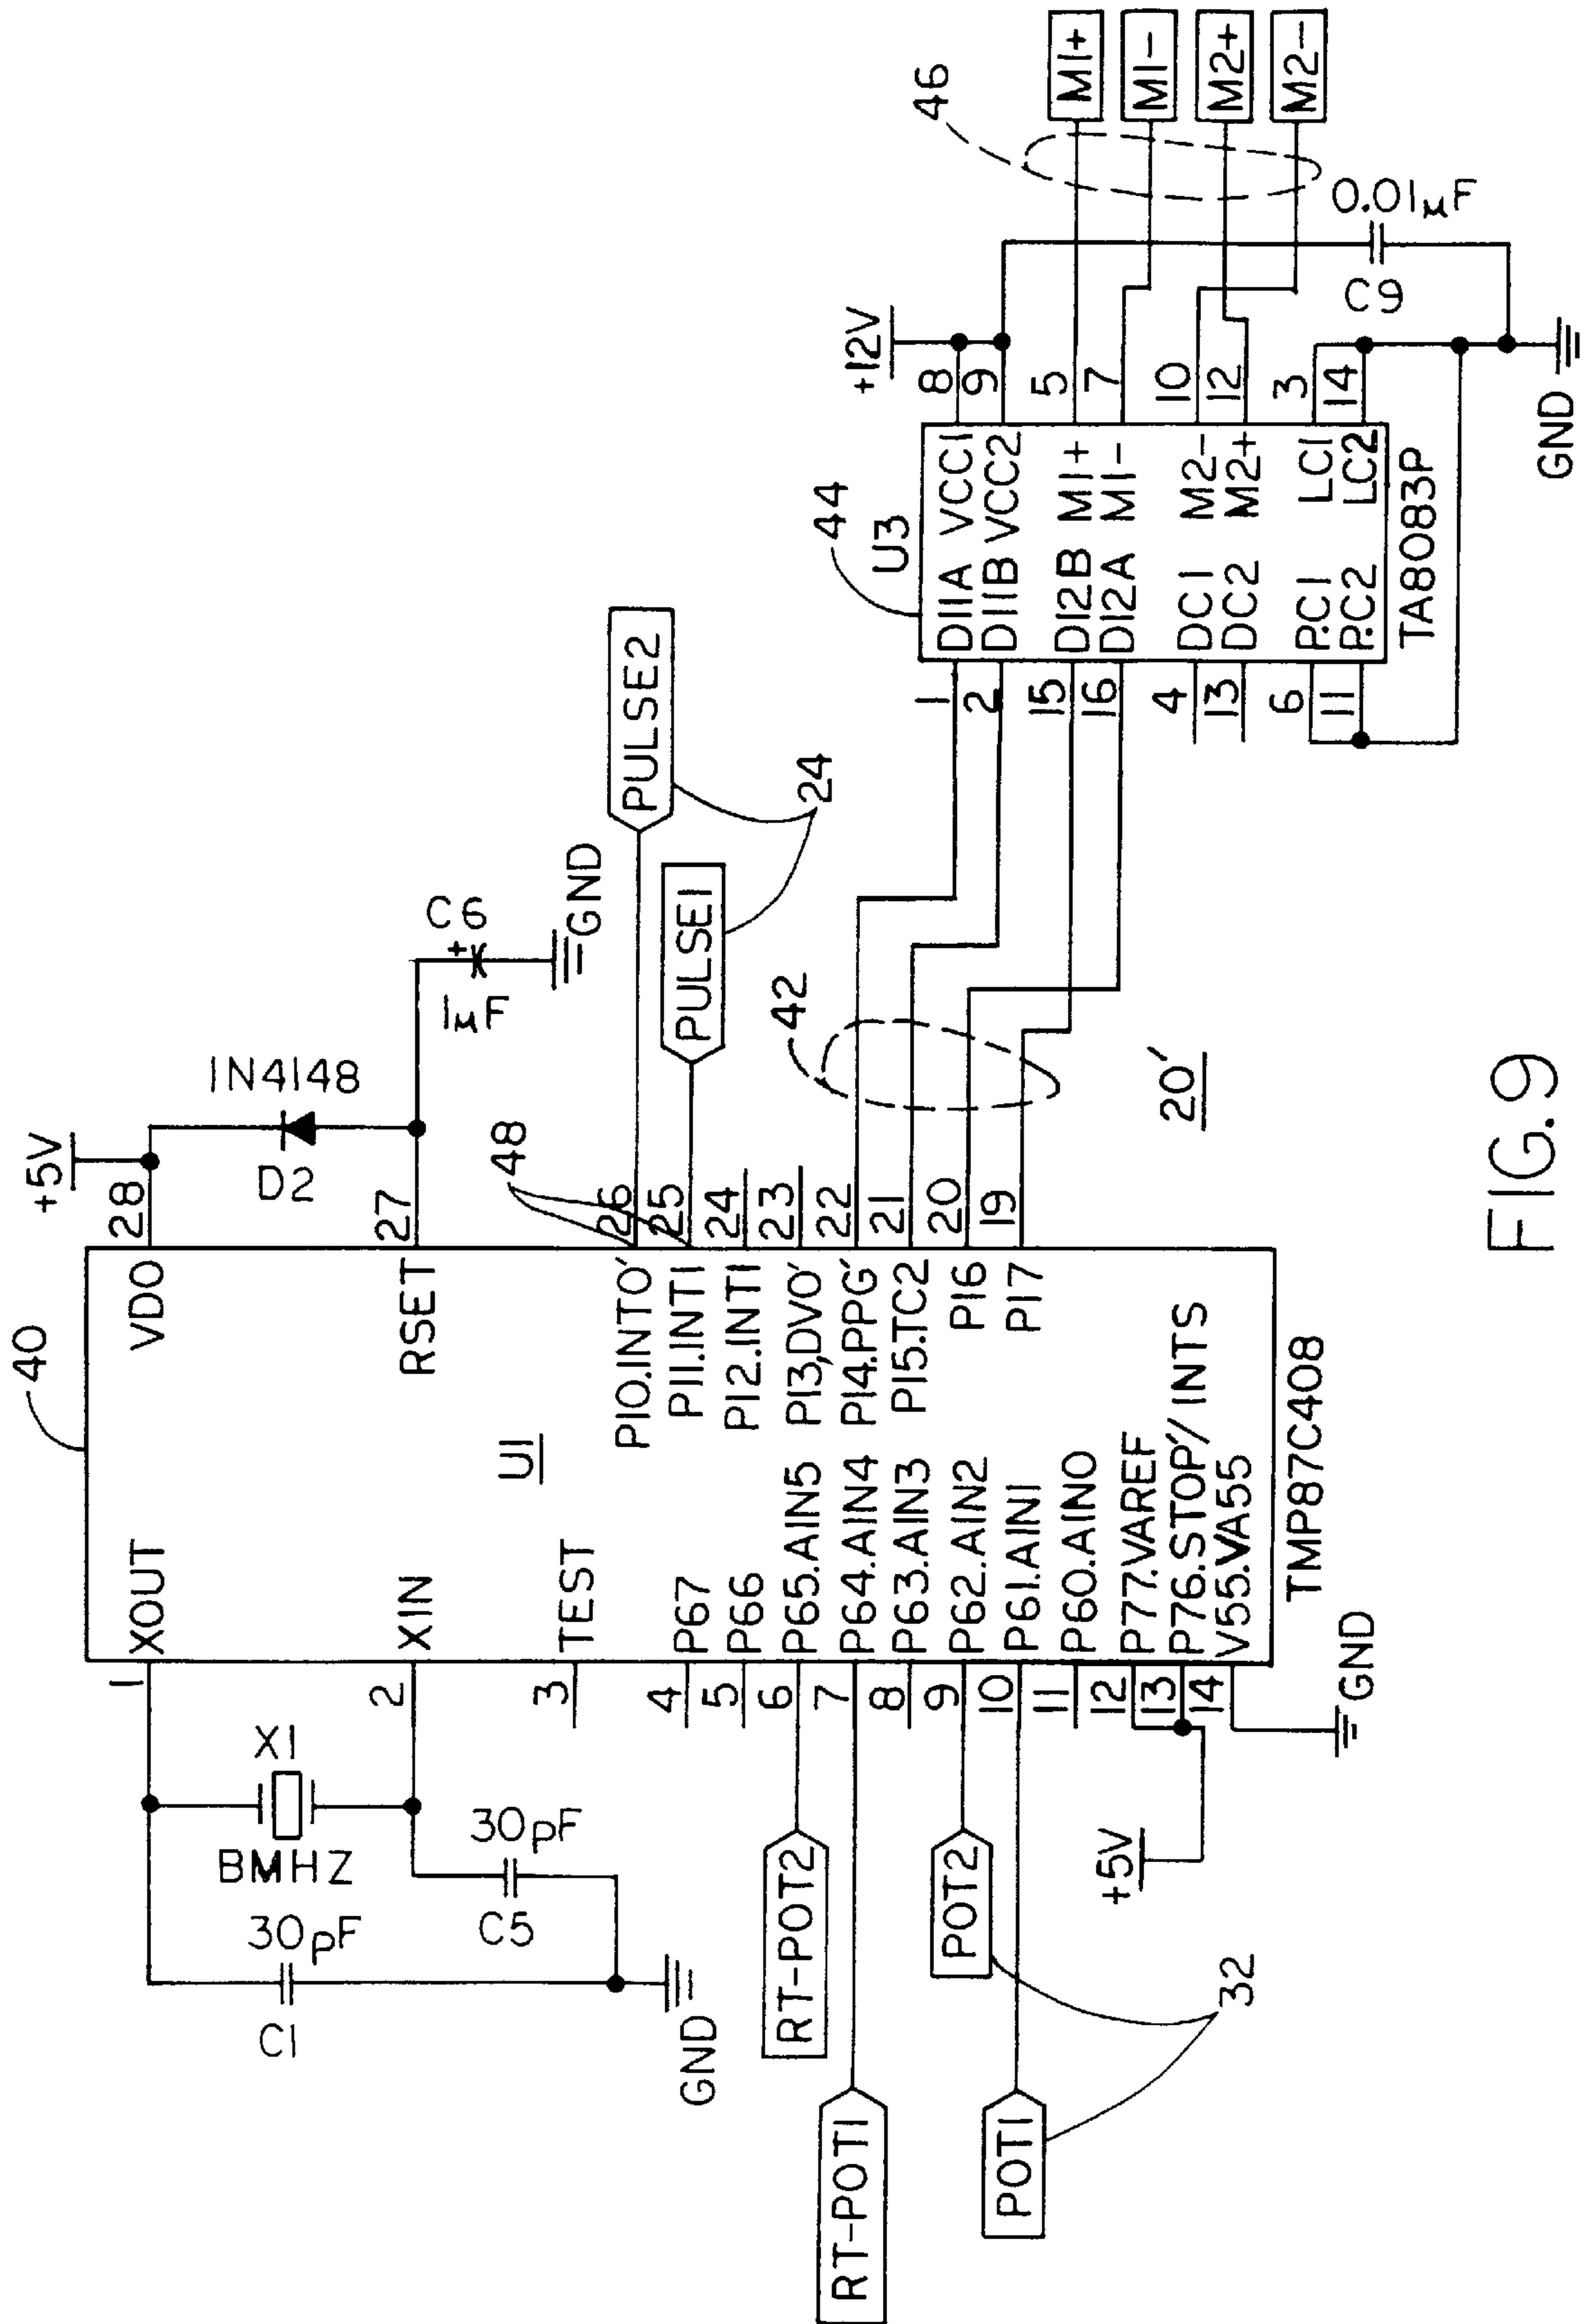 40
+5V
1N4148
D2
C6
1µF
GND
PULSE2
PULSE1
24
48
X1
BMHZ
30pF
C1
30pF
C5
GND
1 XOUT VDO 28
2 XIN RSET 27
3 TEST
U1
4 P67 P10.INTO' 26
5 P66 P11.INT1 25
6 P65.AIN5 P12.INT1 24
7 P64.AIN4 P13,DVO' 23
8 P63.AIN3 P14.PPG' 22
9 P62.AIN2 P15.TC2 21
10 P61.AIN1 P16 20
11 P60.AIN0 P17 19
12 P77.VAREF
13 P76.STOP'/INTS
14 V55.VA55
TMP87C408
RT-POT2
RT-POT1
POT2
POT1
32
+5V
GND
42
20'
44
U3
+12V
1 DI1A VCC1 8
2 DI1B VCC2 9
15 DI2B M1+ 5
16 DI2A M1- 7
4 DC1 M2- 10
13 DC2 M2+ 12
6 P.C1 LC1 3
11 P.C2 LC2 14
TA8083P
46
M1+
M1-
M2+
M2-
0.01µF
C9
GND
FIG.9